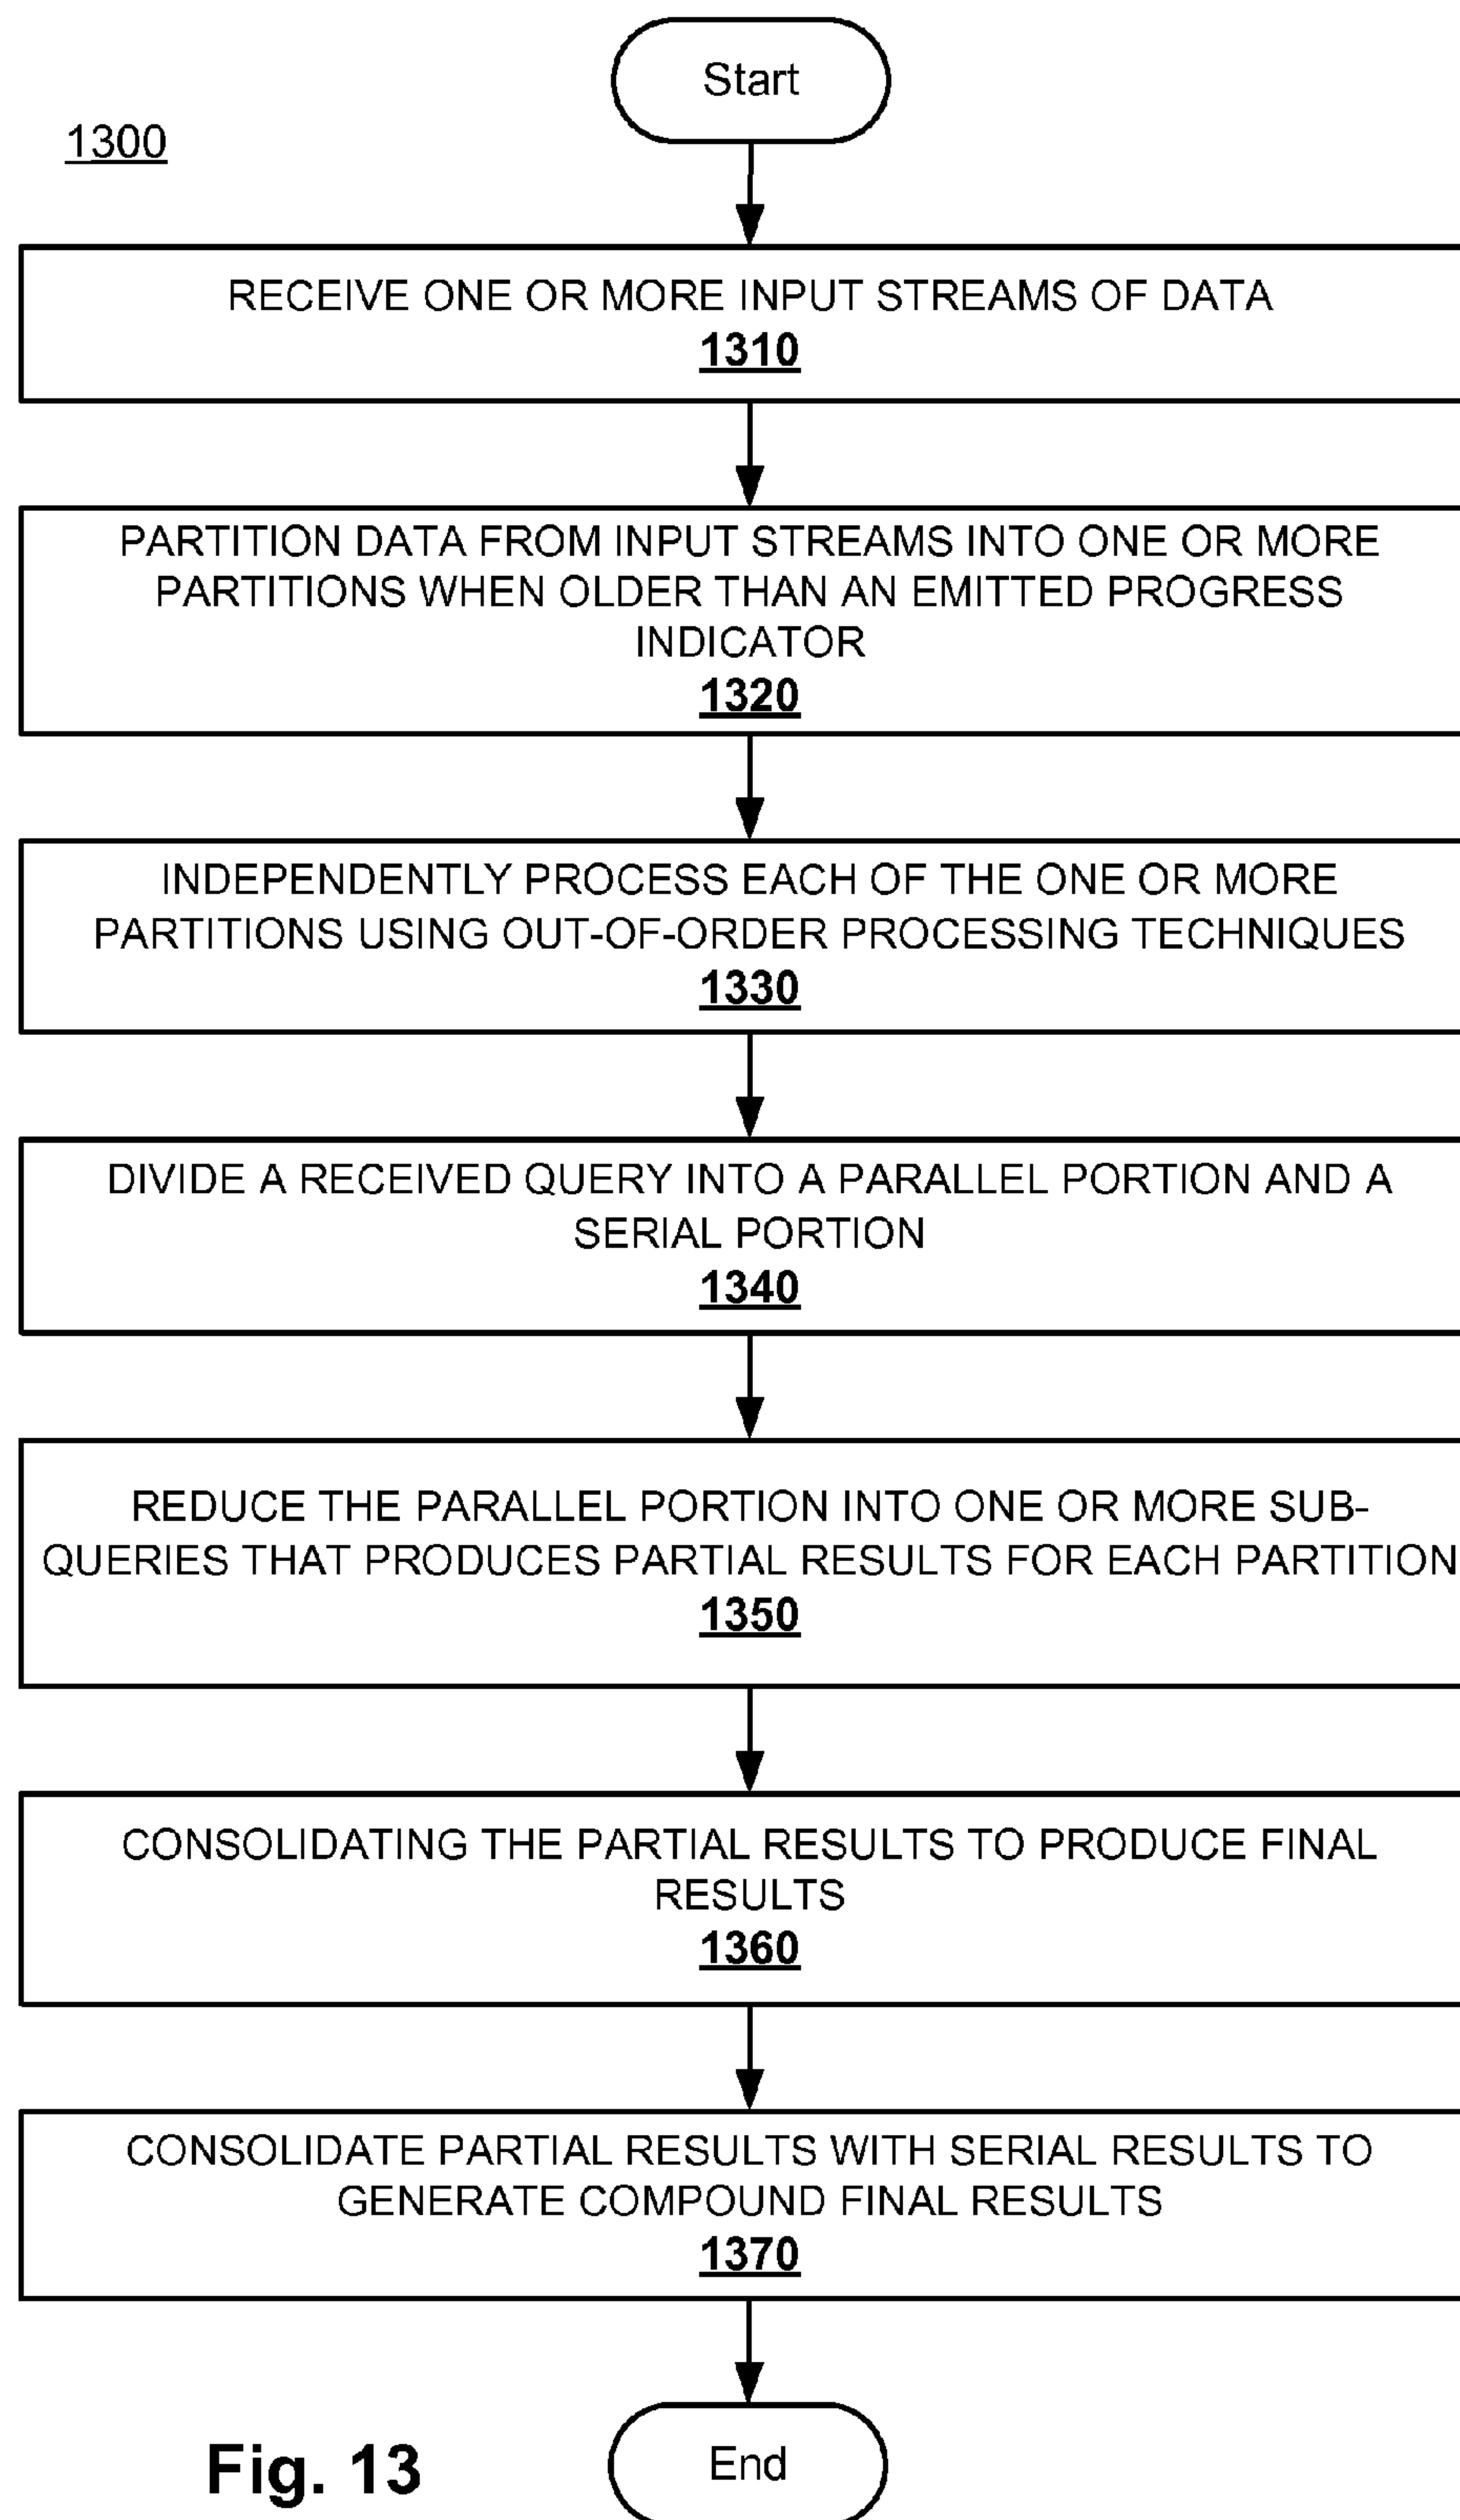 Start
1300
RECEIVE ONE OR MORE INPUT STREAMS OF DATA
1310
PARTITION DATA FROM INPUT STREAMS INTO ONE OR MORE
PARTITIONS WHEN OLDER THAN AN EMITTED PROGRESS
INDICATOR
1320
INDEPENDENTLY PROCESS EACH OF THE ONE OR MORE
PARTITIONS USING OUT-OF-ORDER PROCESSING TECHNIQUES
1330
DIVIDE A RECEIVED QUERY INTO A PARALLEL PORTION AND A
SERIAL PORTION
1340
REDUCE THE PARALLEL PORTION INTO ONE OR MORE SUB-
QUERIES THAT PRODUCES PARTIAL RESULTS FOR EACH PARTITION
1350
CONSOLIDATING THE PARTIAL RESULTS TO PRODUCE FINAL
RESULTS
1360
CONSOLIDATE PARTIAL RESULTS WITH SERIAL RESULTS TO
GENERATE COMPOUND FINAL RESULTS
1370
End
Fig. 13